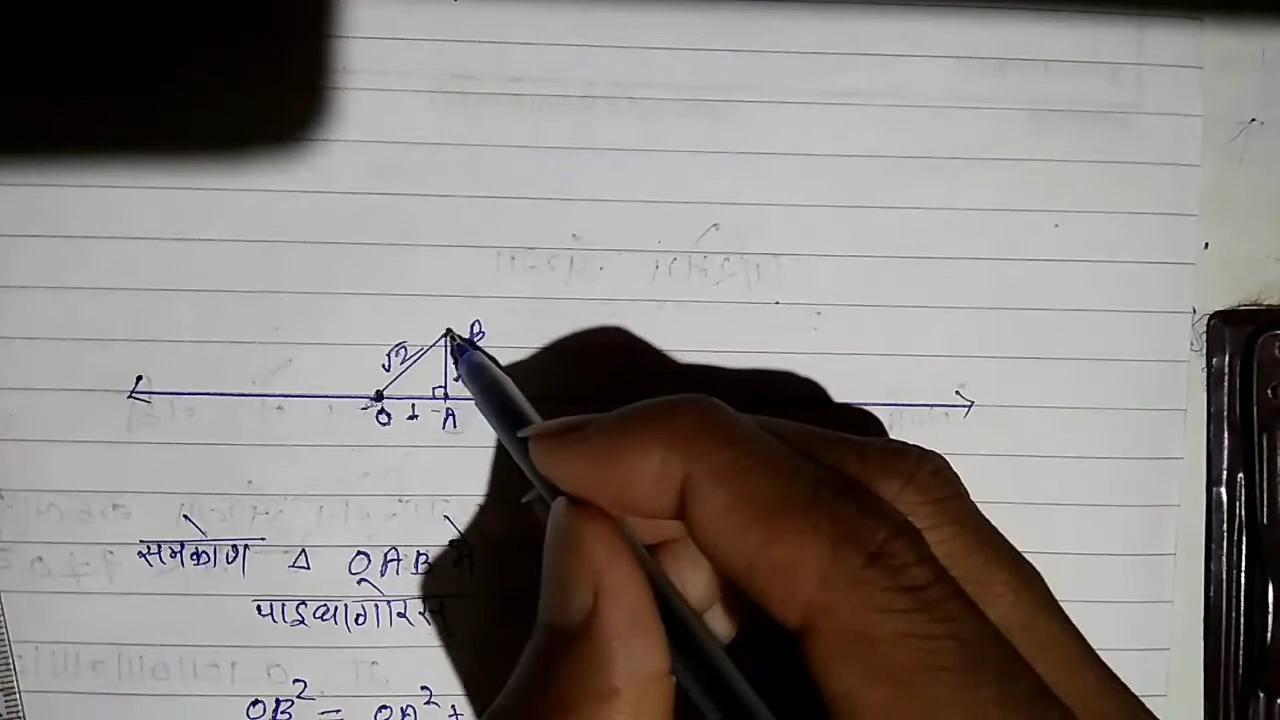 √2 B
O 1 A
समकोण Δ OAB में
पाइथागोरस
OB² = OA² +